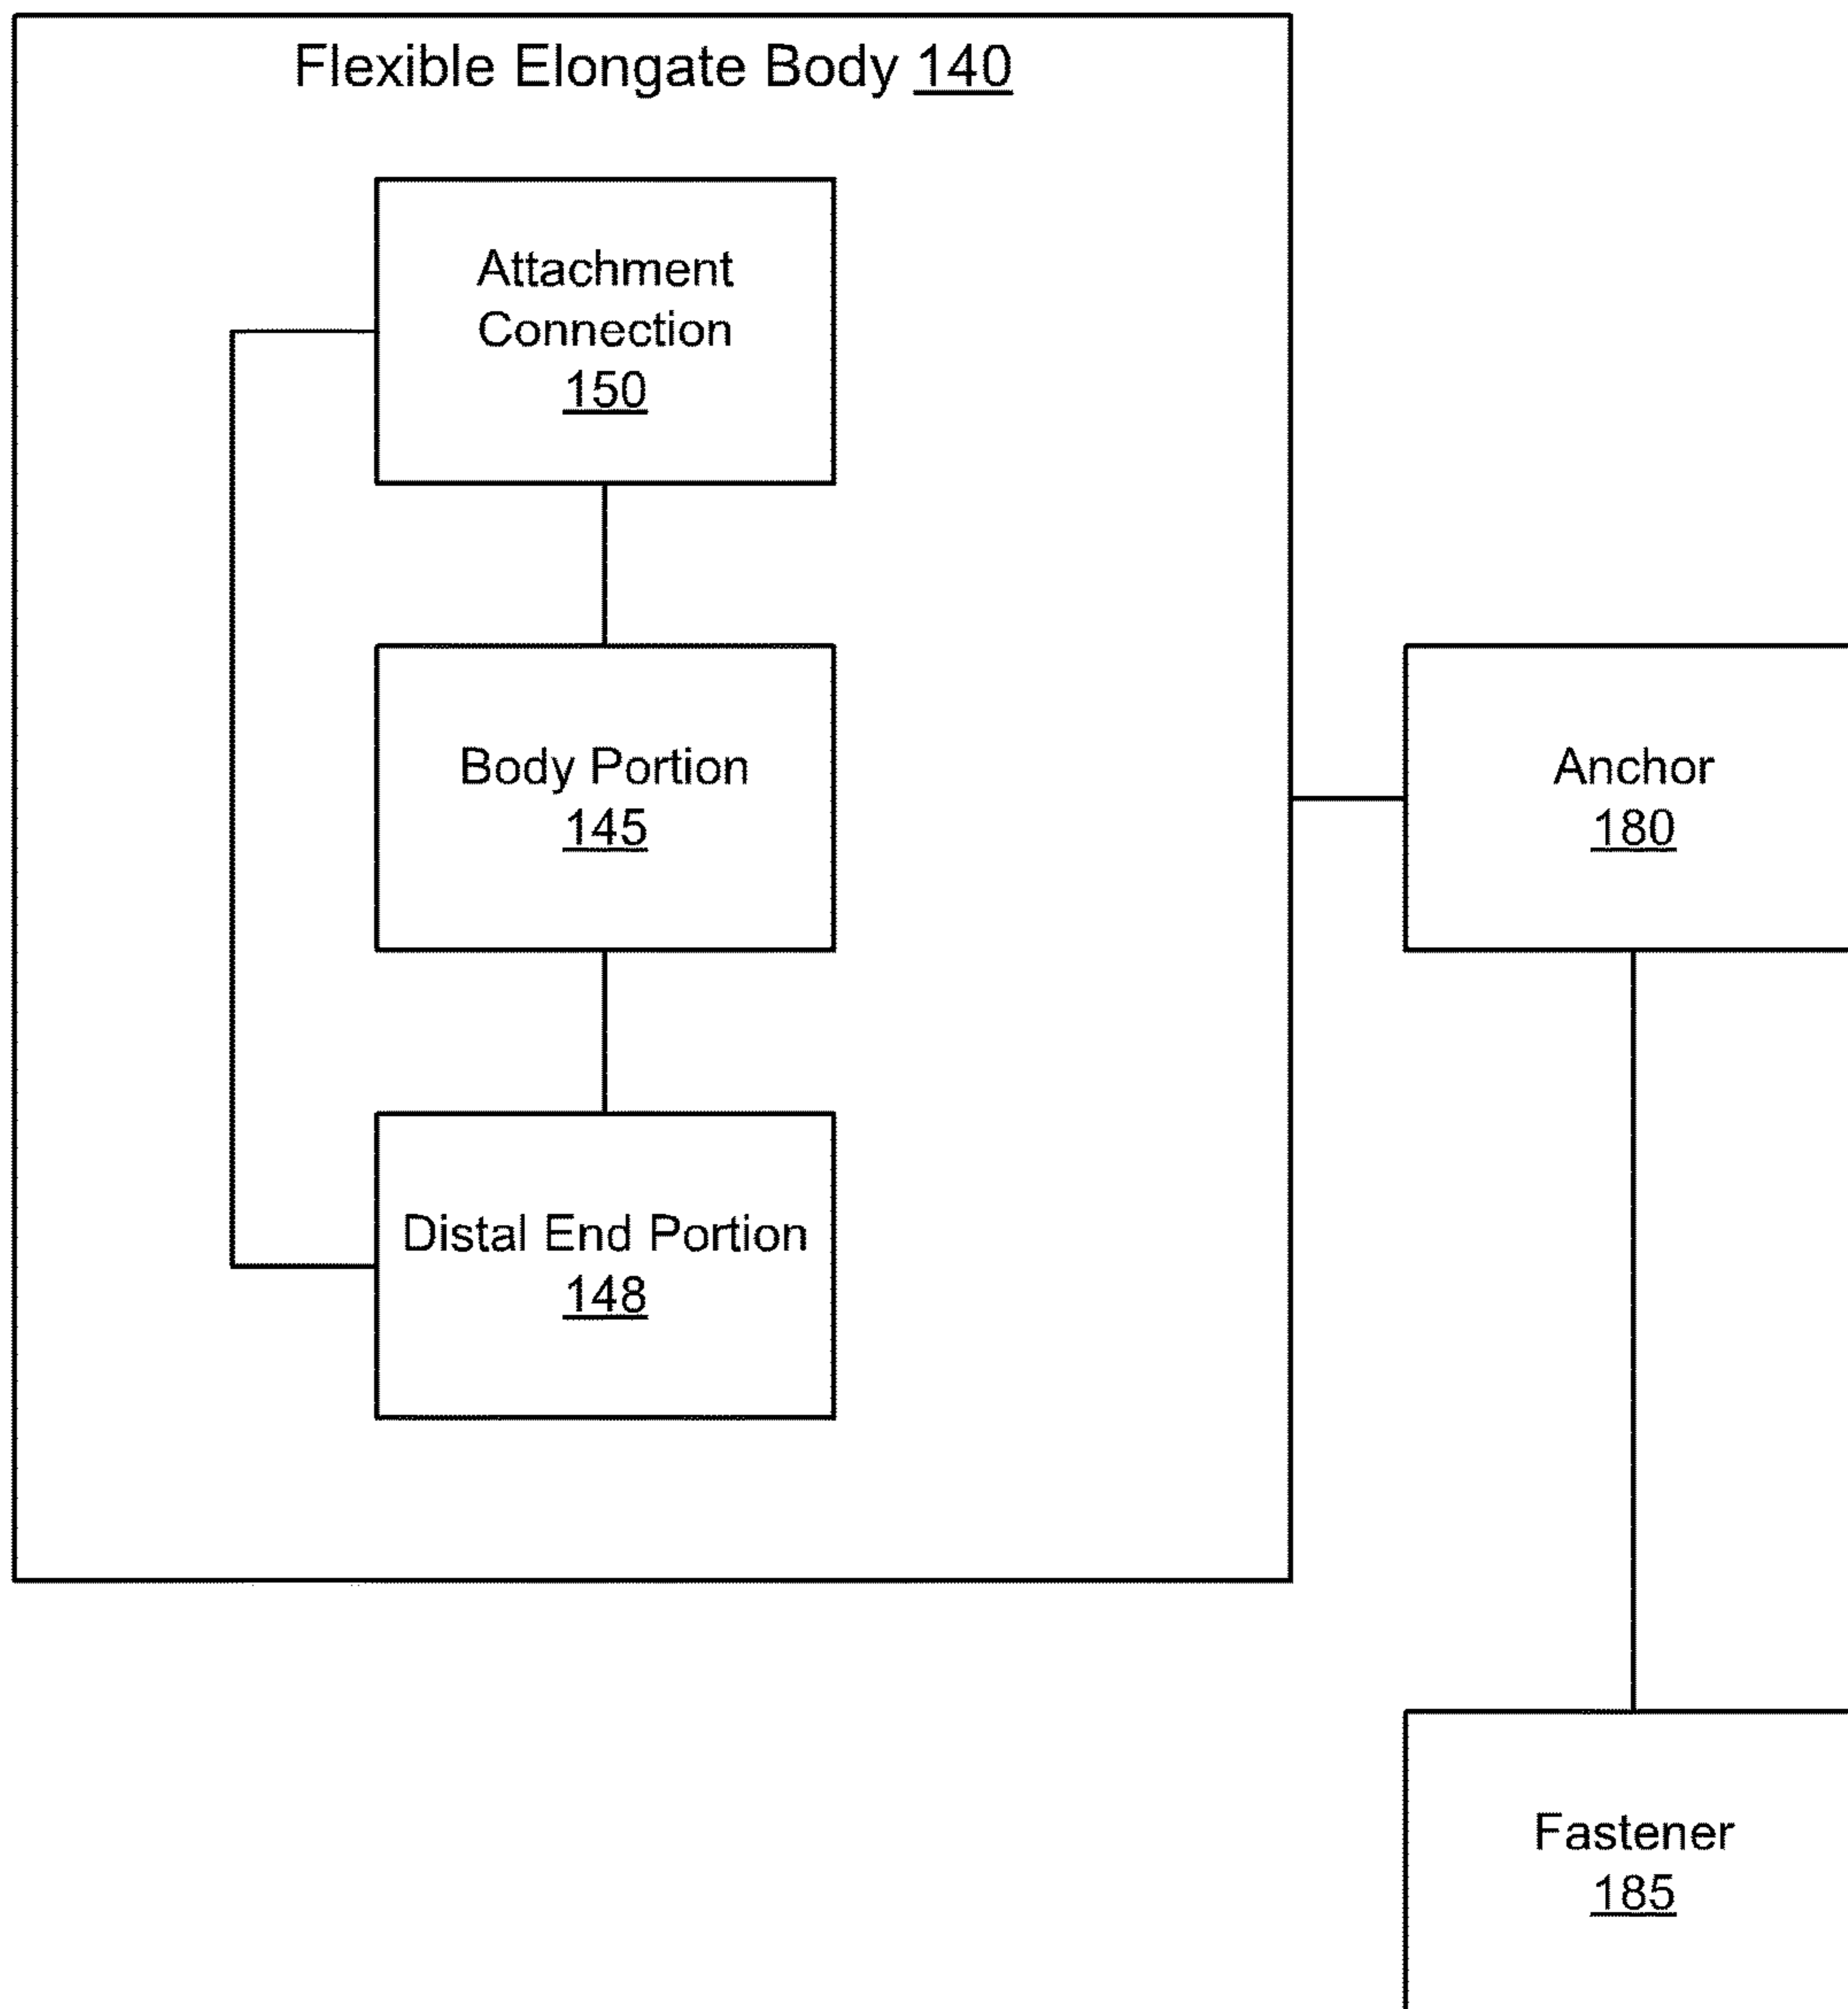 Flexible Elongate Body 140
Attachment
Connection
150
Body Portion
145
Distal End Portion
148
Anchor
180
Fastener
185